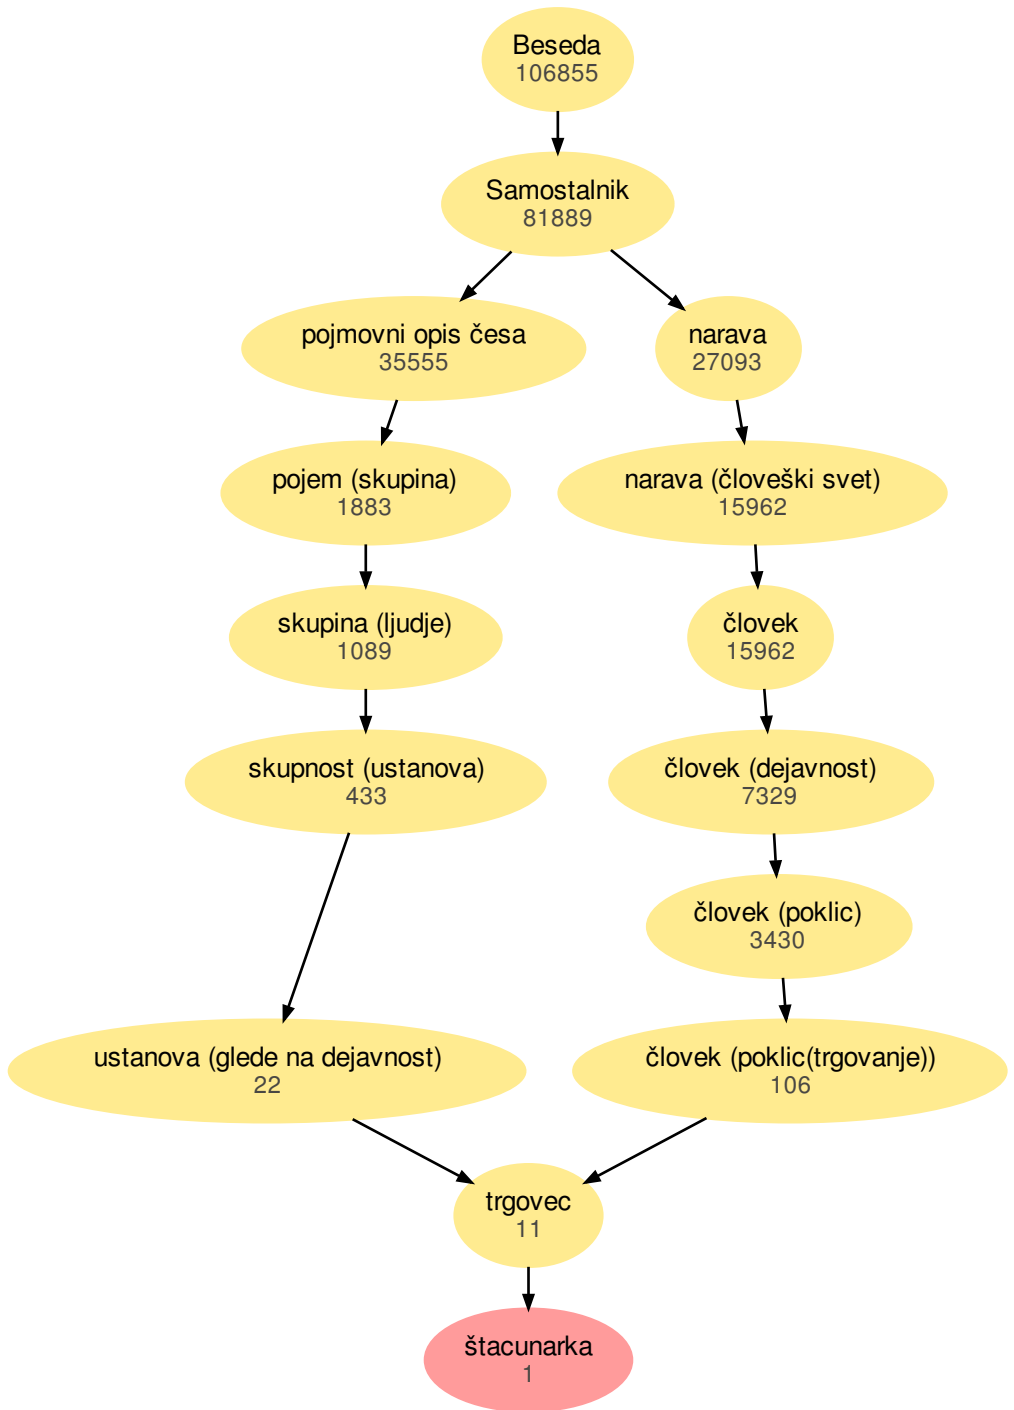 Beseda
106855
Samostalnik
81889
pojmovni opis česa
35555
narava
27093
pojem (skupina)
1883
narava (človeški svet)
15962
skupina (ljudje)
1089
človek
15962
skupnost (ustanova)
433
človek (dejavnost)
7329
človek (poklic)
3430
ustanova (glede na dejavnost)
22
človek (poklic(trgovanje))
106
trgovec
11
štacunarka
1